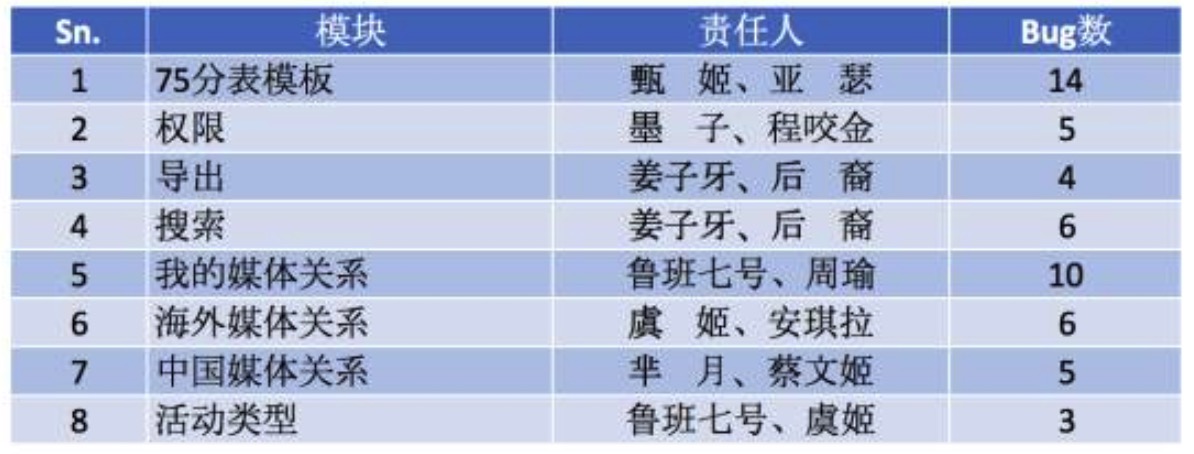 Sn. 模块 责任人 Bug数
1 75分表模板 甄 姬、亚 瑟 14
2 权限 墨 子、程咬金 5
3 导出 姜子牙、后 裔 4
4 搜索 姜子牙、后 裔 6
5 我的媒体关系 鲁班七号、周瑜 10
6 海外媒体关系 虞 姬、安琪拉 6
7 中国媒体关系 芈 月、蔡文姬 5
8 活动类型 鲁班七号、虞姬 3